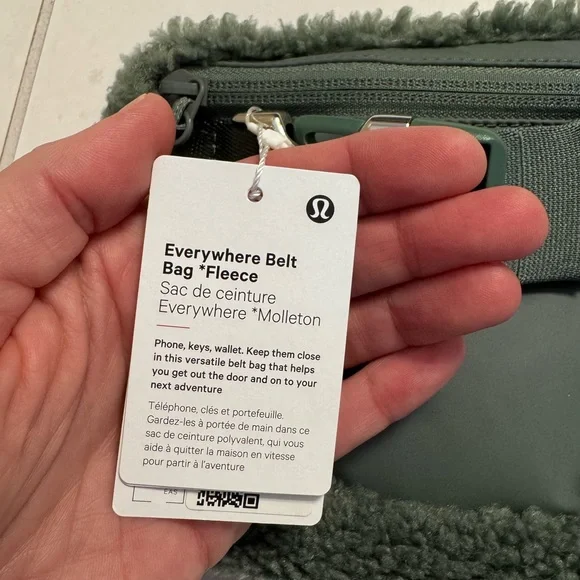 Everywhere Belt
Bag *Fleece
Sac de ceinture
Everywhere *Molleton
Phone, keys, wallet. Keep them close
in this versatile belt bag that helps
you get out the door and on to your
next adventure
Téléphone, clés et portefeuille.
Gardez-les à portée de main dans ce
sac de ceinture polyvalent, qui vous
aide à quitter la maison en vitesse
pour partir à l'aventure
EAS